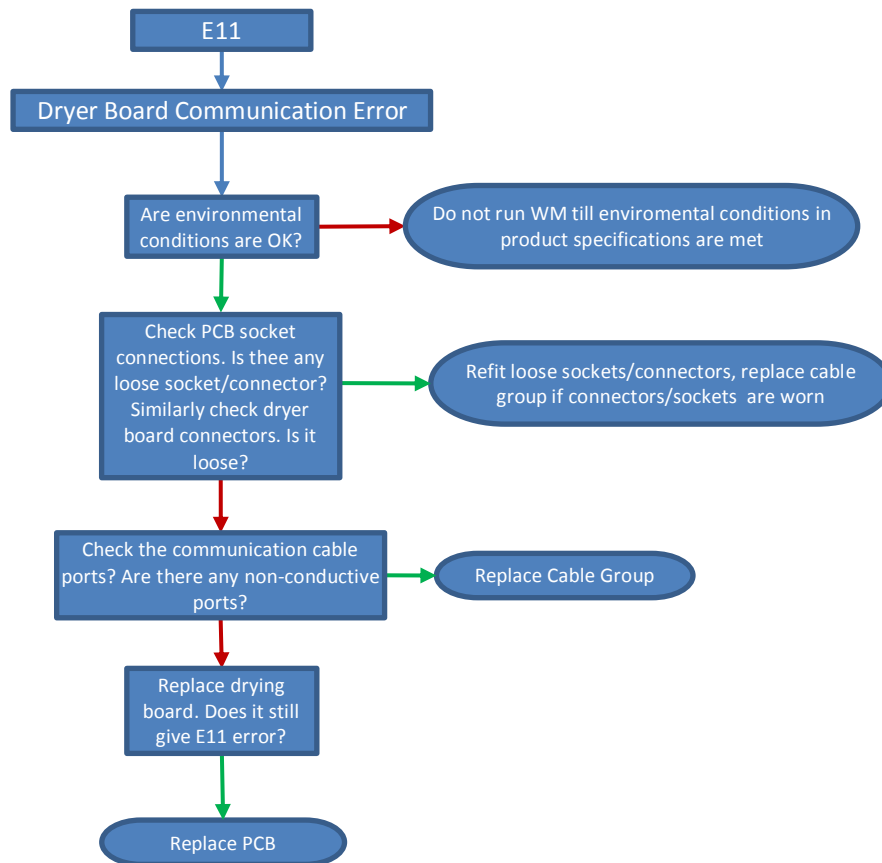 E11
Dryer Board Communication Error
Are environmental
conditions are OK?
Do not run WM till enviromental conditions in
product specifications are met
Check PCB socket
connections. Is thee any
loose socket/connector?
Similarly check dryer
board connectors. Is it
loose?
Refit loose sockets/connectors, replace cable
group if connectors/sockets are worn
Check the communication cable
ports? Are there any non-conductive
ports?
Replace Cable Group
Replace drying
board. Does it still
give E11 error?
Replace PCB